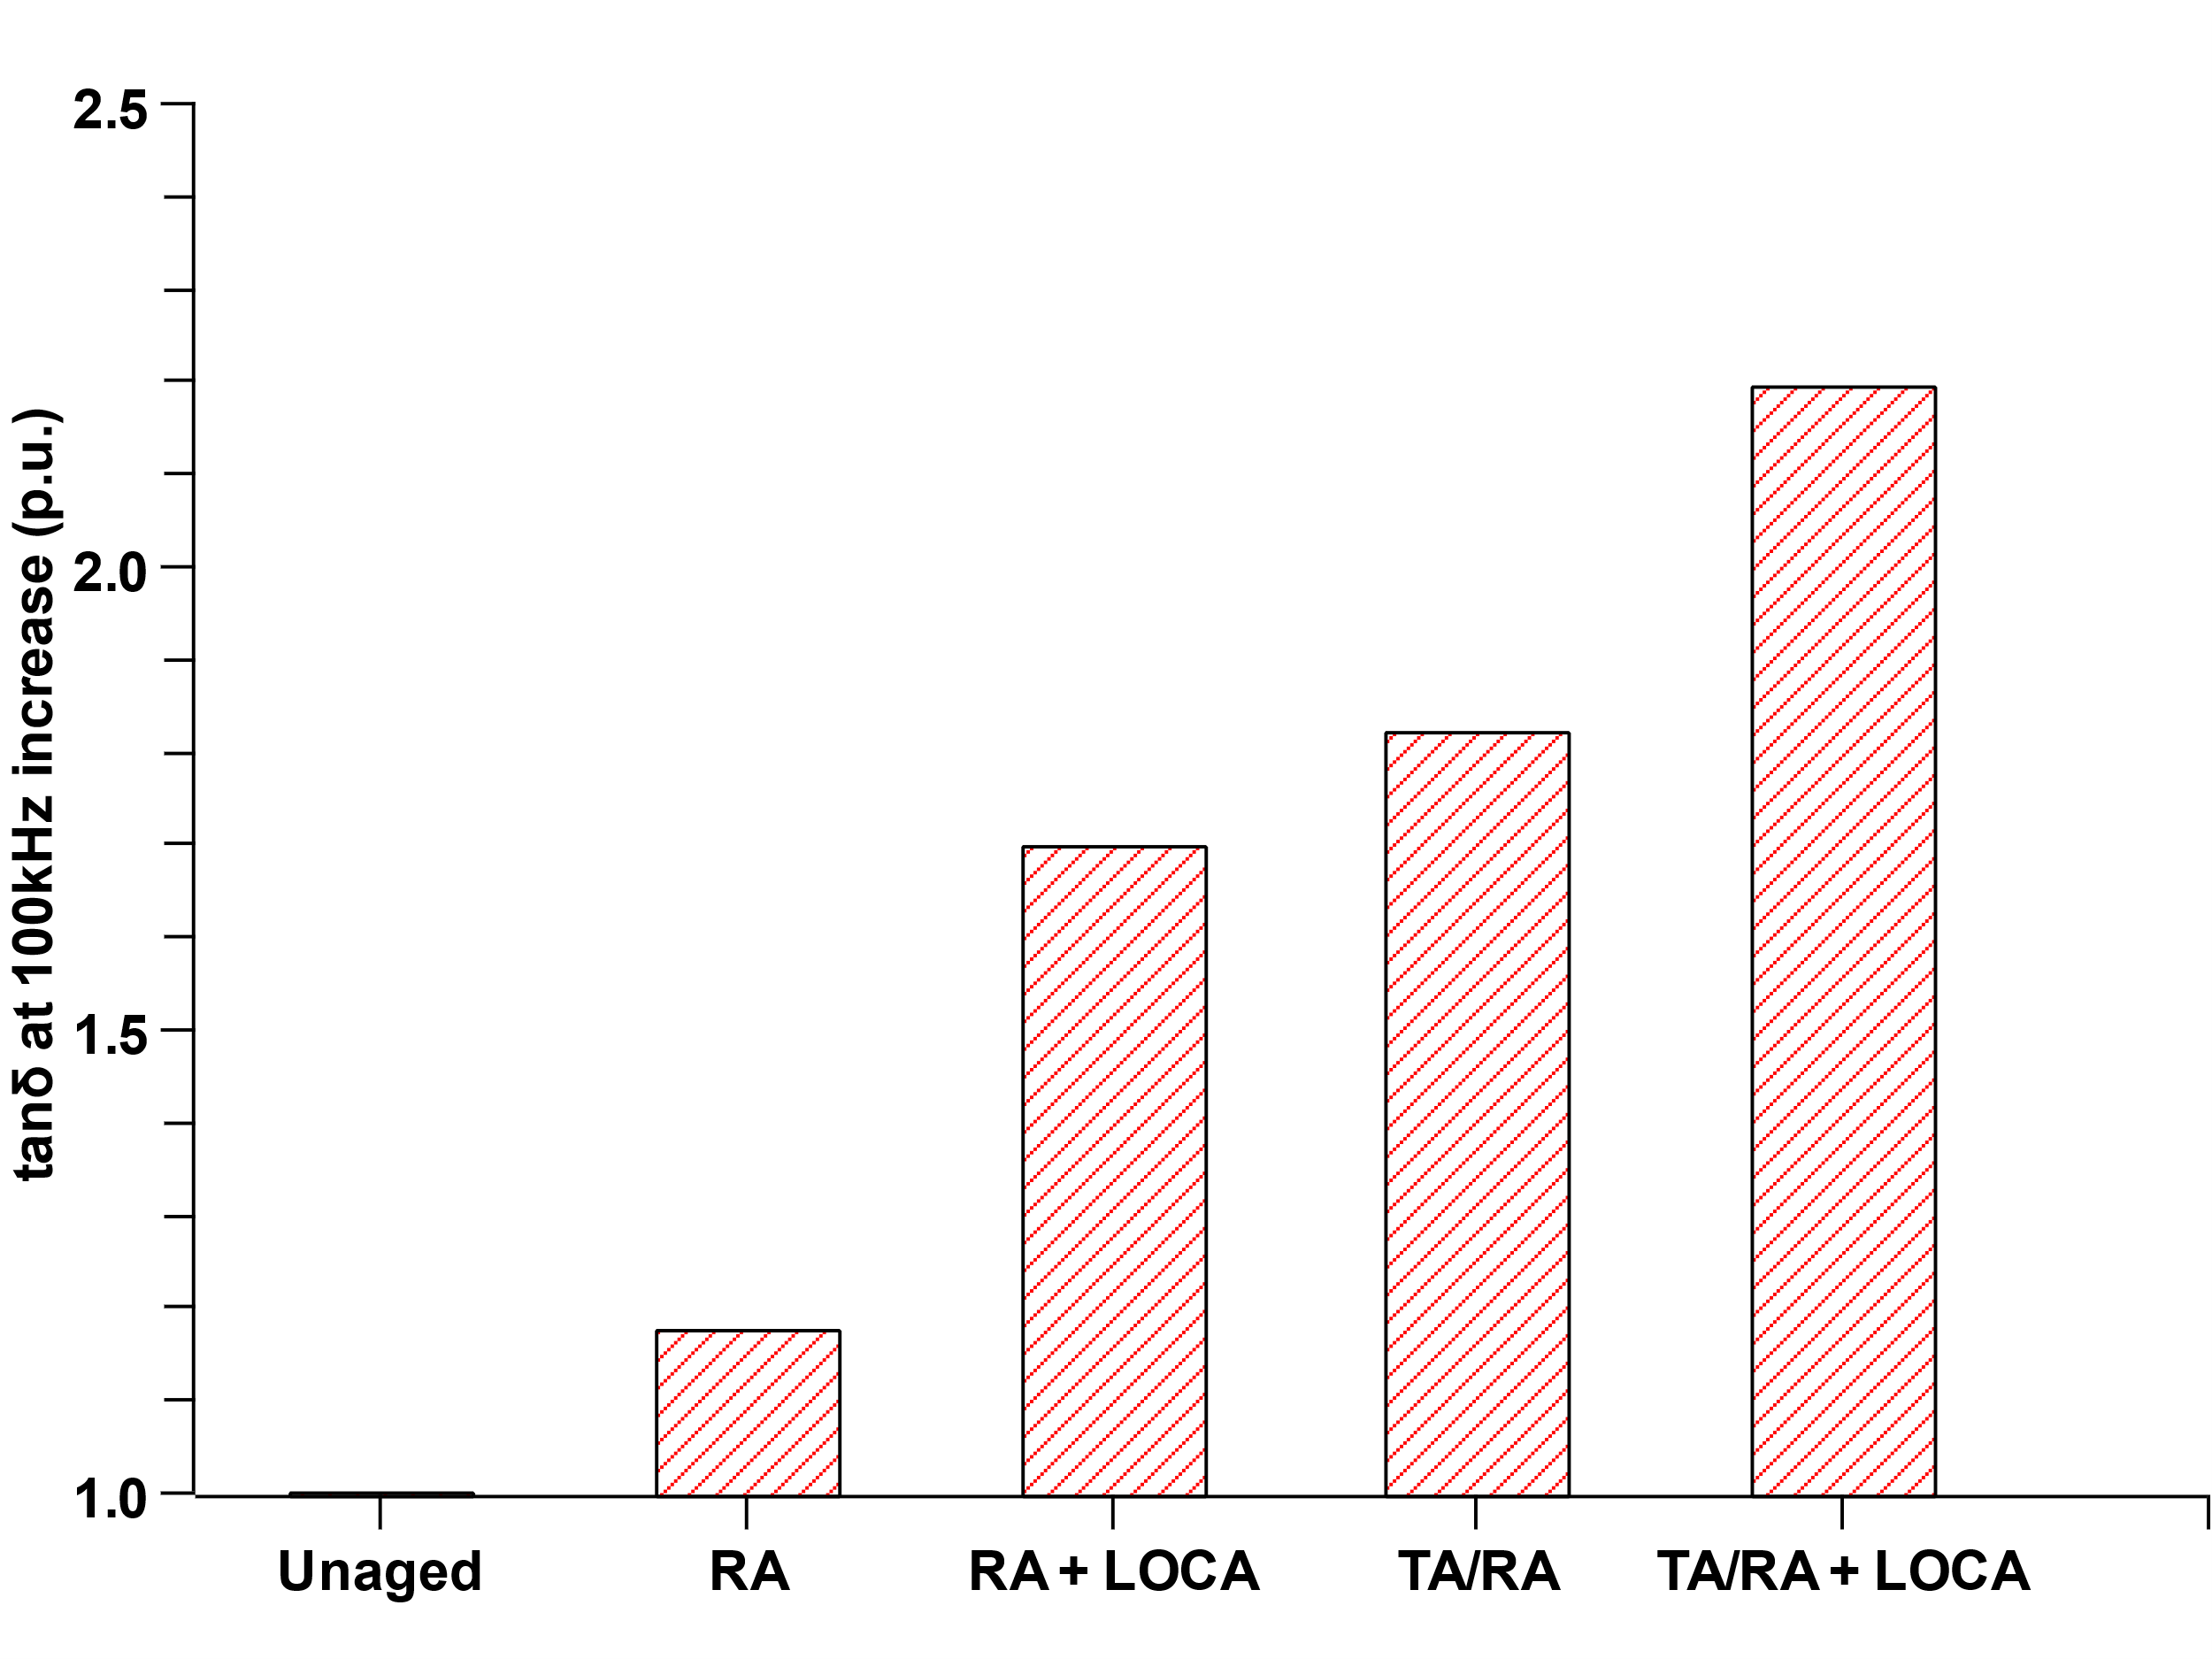 2.5
2.0
1.5
1.0
tanδ at 100kHz increase (p.u.)
Unaged
RA
RA + LOCA
TA/RA
TA/RA + LOCA